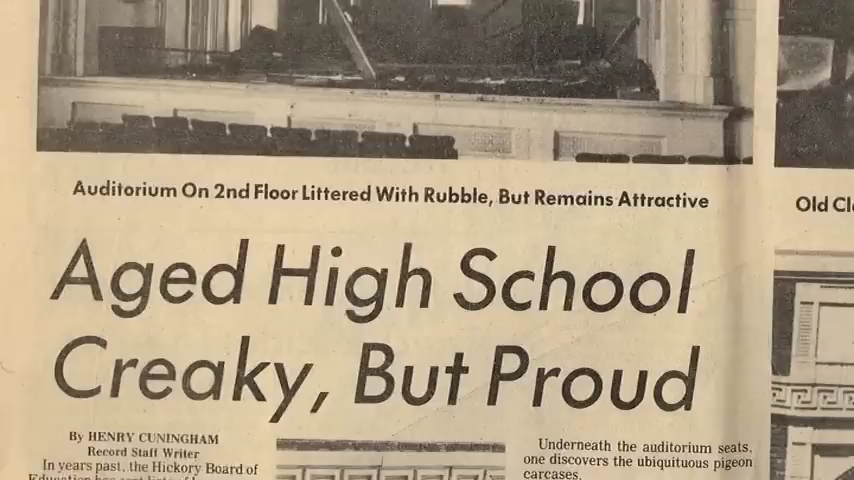 Auditorium On 2nd Floor Littered With Rubble, But Remains Attractive
Old Cl
Aged High School
Creaky, But Proud
By HENRY CUNINGHAM
Record Staff Writer
In years past, the Hickory Board of
Education has
Underneath the auditorium seats,
one discovers the ubiquituous pigeon
carcases.